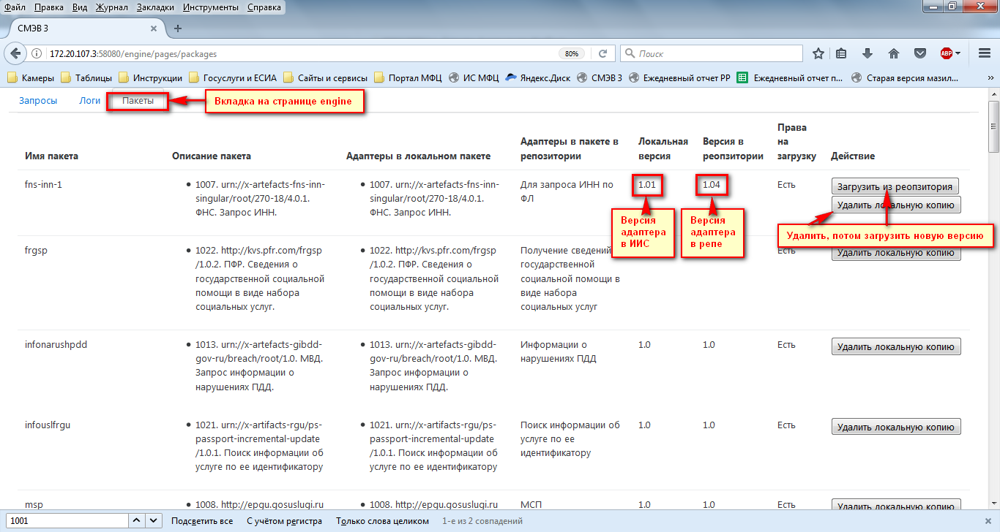 Файл Правка Вид Журнал Закладки Инструменты Справка
СМЭВ 3
172.20.107.3:58080/engine/pages/packages 80% Поиск ABP
Камеры Таблицы Инструкции Госуслуги и ЕСИА Сайты и сервисы Портал МФЦ ИС МФЦ Яндекс.Диск СМЭВ 3 Ежедневный отчет РР Ежедневный отчет п... Старая версия мазил... »
Запросы Логи Пакеты Вкладка на странице engine
Имя пакета
Описание пакета
Адаптеры в локальном пакете
Адаптеры в пакете в
репозитории
Локальная
версия
Версия в
реопзитории
Права
на
загрузку
Действие
fns-inn-1
1007. urn://x-artefacts-fns-inn-
singular/root/270-18/4.0.1.
ФНС. Запрос ИНН.
1007. urn://x-artefacts-fns-inn-
singular/root/270-18/4.0.1.
ФНС. Запрос ИНН.
Для запроса ИНН по
ФЛ
1.01
1.04
Есть
Загрузить из реопзитория
Удалить локальную копию
Версия
адаптера
в ИИС
Версия
адаптера
в репе
Удалить, потом загрузить новую версию
frgsp
1022. http://kvs.pfr.com/frgsp
/1.0.2. ПФР. Сведения о
государственной социальной
помощи в виде набора
социальных услуг.
1022. http://kvs.pfr.com/frgsp
/1.0.2. ПФР. Сведения о
государственной социальной
помощи в виде набора
социальных услуг.
Получение сведений
государственной
социальной помощи в
виде набора
социальных услуг
Есть
Удалить локальную копию
infonarushpdd
1013. urn://x-artefacts-gibdd-
gov-ru/breach/root/1.0. МВД.
Запрос информации о
нарушениях ПДД.
1013. urn://x-artefacts-gibdd-
gov-ru/breach/root/1.0. МВД.
Запрос информации о
нарушениях ПДД.
Информации о
нарушениях ПДД
1.0
1.0
Есть
Удалить локальную копию
infouslfrgu
1021. urn://x-artifacts-rgu/ps-
passport-incremental-update
/1.0.1. Поиск информации об
услуге по ее идентификатору
1021. urn://x-artifacts-rgu/ps-
passport-incremental-update
/1.0.1. Поиск информации об
услуге по ее идентификатору
Поиск информации об
услуге по ее
идентификатору
1.0
1.0
Есть
Удалить локальную копию
msp
1008. http://epgu.gosuslugi.ru
1008. http://epgu.gosuslugi.ru
МСП
1.0
1.0
Есть
Удалить локальную копию
1001 Подсветить все С учётом регистра Только слова целиком 1-е из 2 совпадений